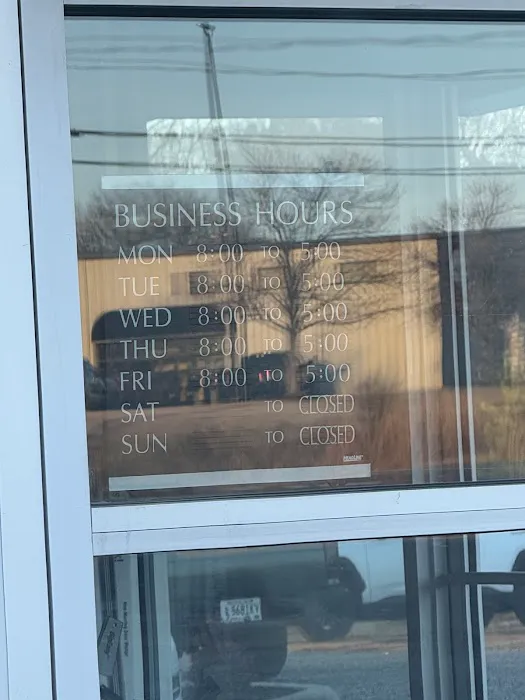 BUSINESS HOURS
MON 8:00 TO 5:00
TUE 8:00 TO 5:00
WED 8:00 TO 5:00
THU 8:00 TO 5:00
FRI 8:00 TO 5:00
SAT TO CLOSED
SUN TO CLOSED